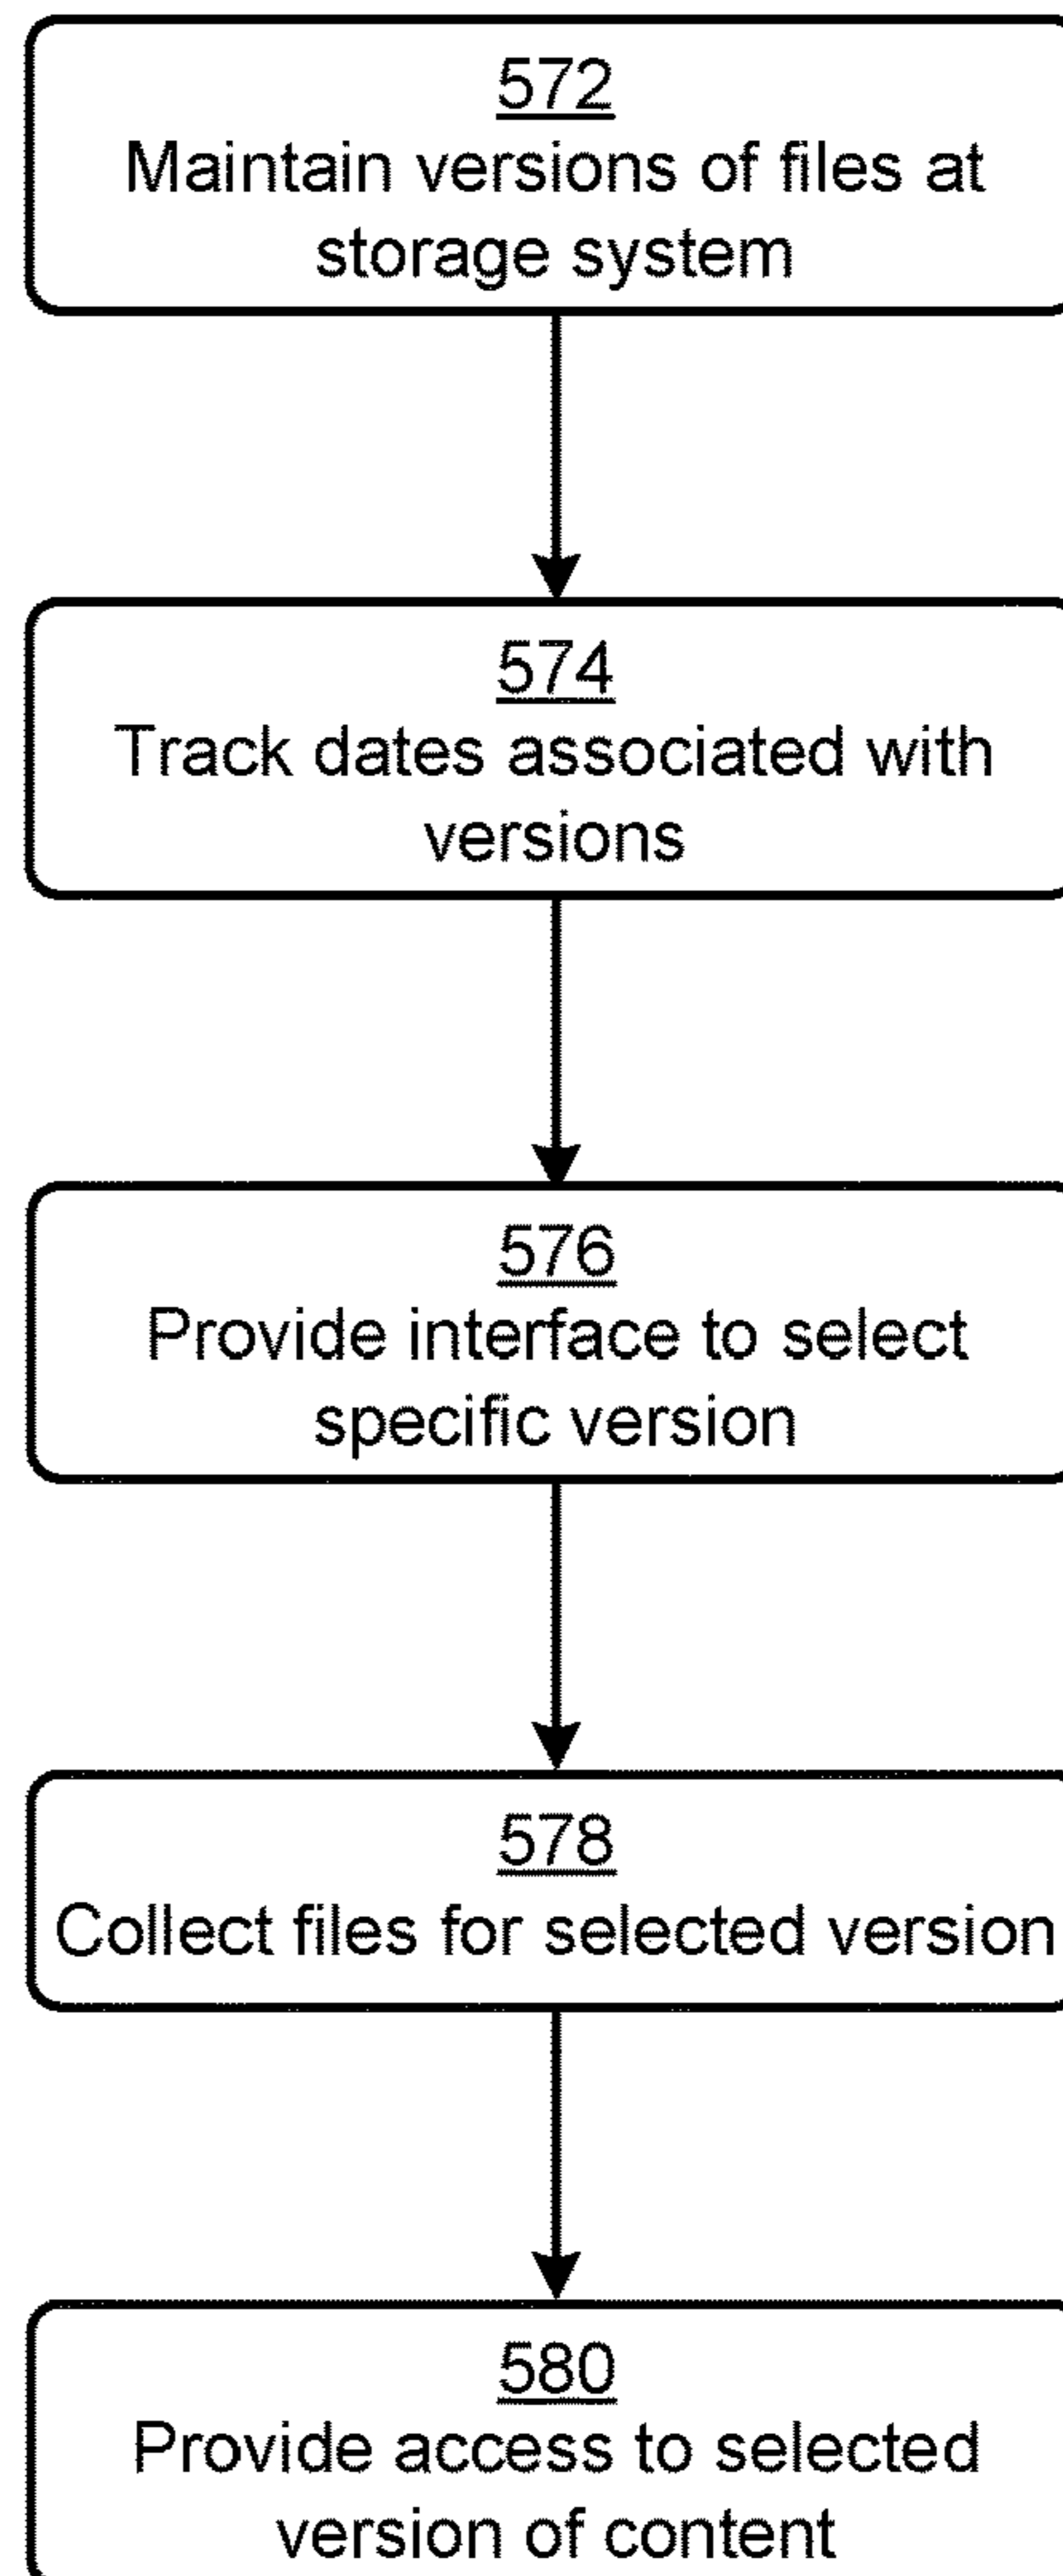 572
Maintain versions of files at
storage system
574
Track dates associated with
versions
576
Provide interface to select
specific version
578
Collect files for selected version
580
Provide access to selected
version of content